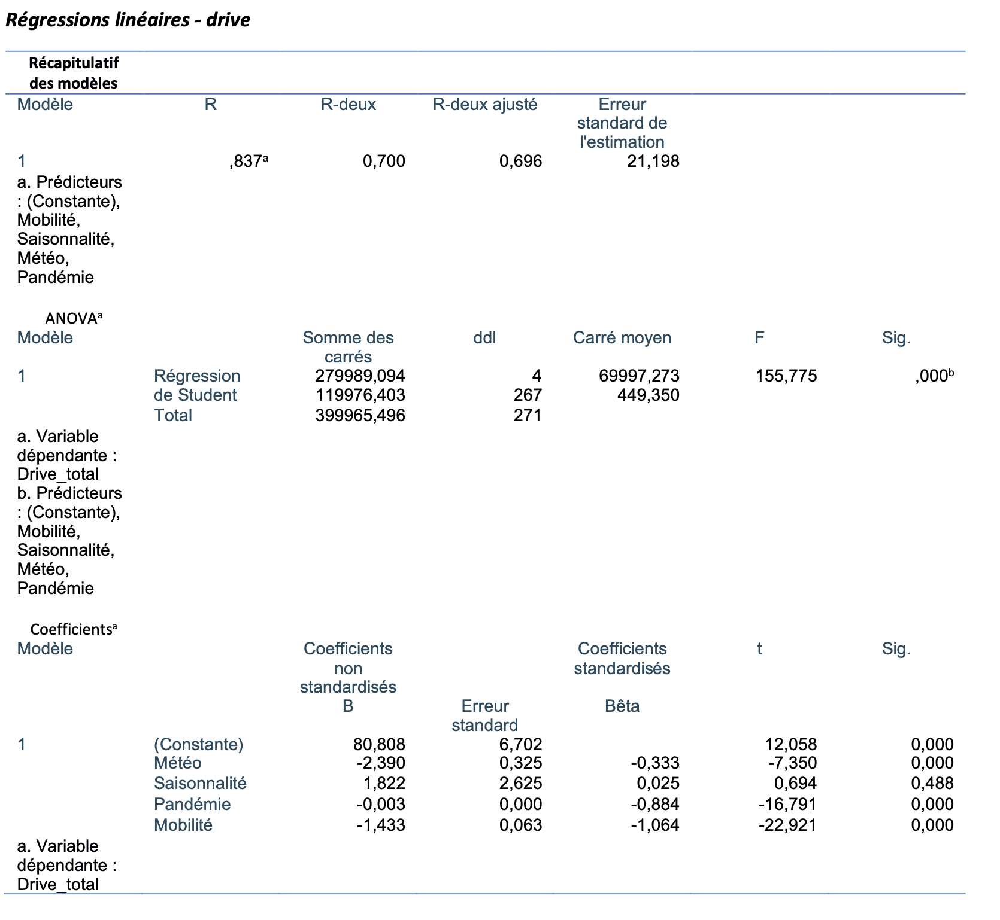 Régressions linéaires - drive
Récapitulatif
des modèles
Modèle R R-deux R-deux ajusté Erreur
standard de
l'estimation
1 ,837a 0,700 0,696 21,198
a. Prédicteurs
: (Constante),
Mobilité,
Saisonnalité,
Météo,
Pandémie
ANOVAa
Modèle Somme des ddl Carré moyen F Sig.
carrés
1 Régression 279989,094 4 69997,273 155,775 ,000b
de Student 119976,403 267 449,350
Total 399965,496 271
a. Variable
dépendante :
Drive_total
b. Prédicteurs
: (Constante),
Mobilité,
Saisonnalité,
Météo,
Pandémie
Coefficientsa
Modèle Coefficients Coefficients t Sig.
non standardisés
standardisés
B Erreur Bêta
standard
1 (Constante) 80,808 6,702 12,058 0,000
Météo -2,390 0,325 -0,333 -7,350 0,000
Saisonnalité 1,822 2,625 0,025 0,694 0,488
Pandémie -0,003 0,000 -0,884 -16,791 0,000
Mobilité -1,433 0,063 -1,064 -22,921 0,000
a. Variable
dépendante :
Drive_total